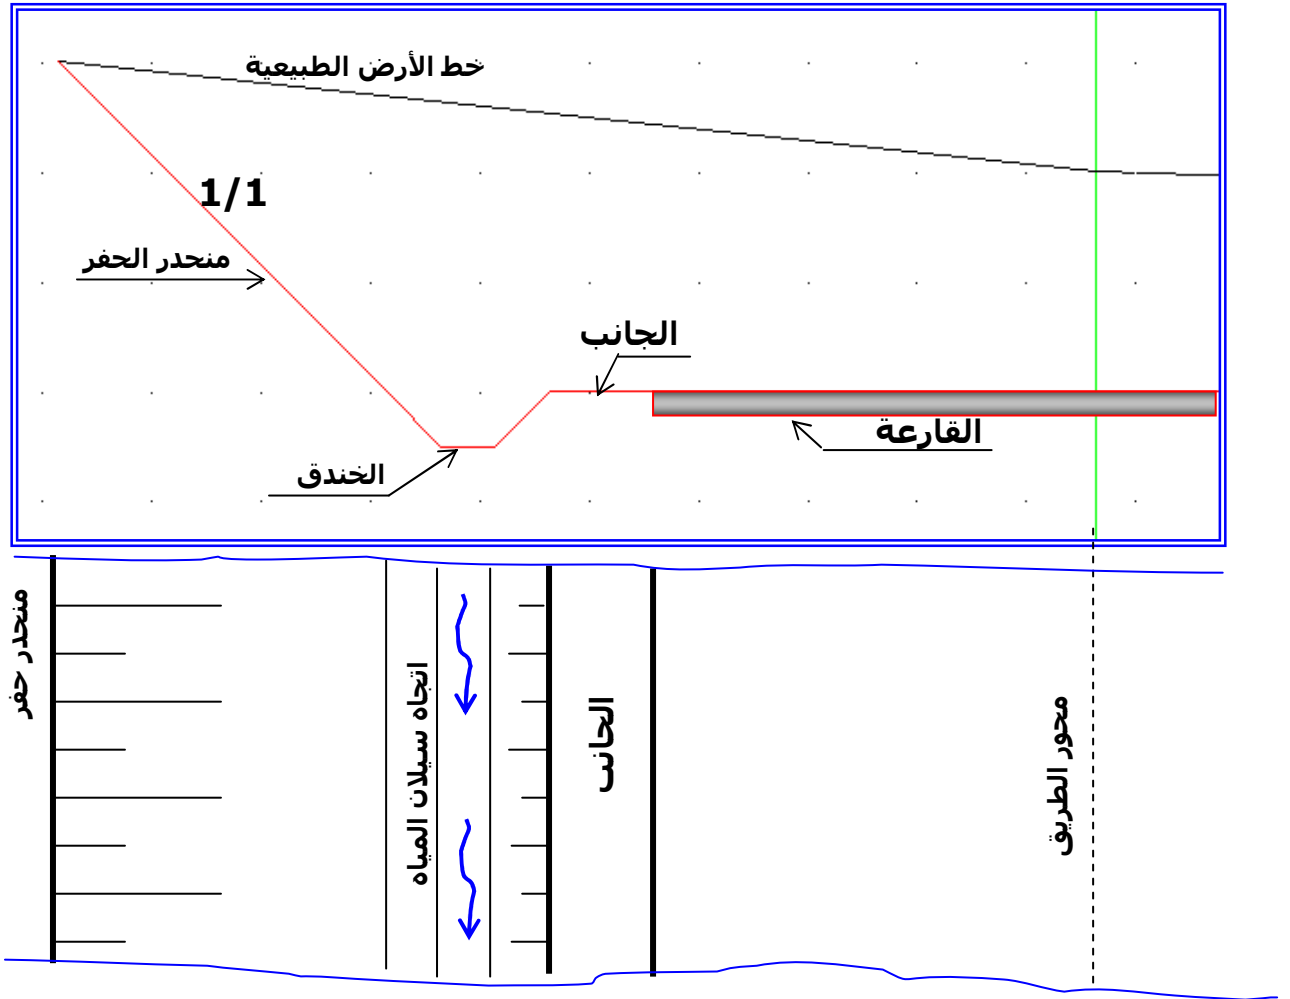 خط الأرض الطبيعية
1/1
منحدر الحفر
الجانب
القارعة
الخندق
منحدر حفر
اتجاه سيلان المياه
الجانب
محور الطريق